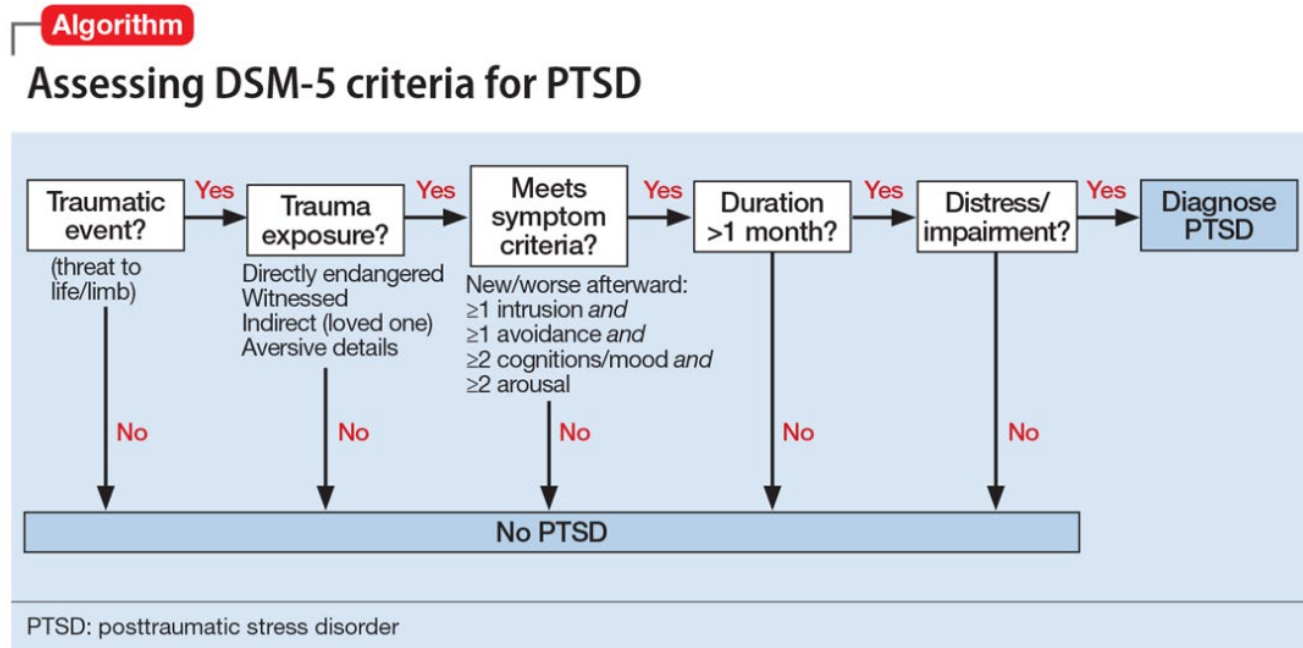 Algorithm
Assessing DSM-5 criteria for PTSD
Traumatic
event?
(threat to
life/limb)
Yes
Trauma
exposure?
Directly endangered
Witnessed
Indirect (loved one)
Aversive details
Yes
Meets
symptom
criteria?
New/worse afterward:
≥1 intrusion and
≥1 avoidance and
≥2 cognitions/mood and
≥2 arousal
Yes
Duration
>1 month?
Yes
Distress/
impairment?
Yes
Diagnose
PTSD
No
No
No
No
No
No PTSD
PTSD: posttraumatic stress disorder